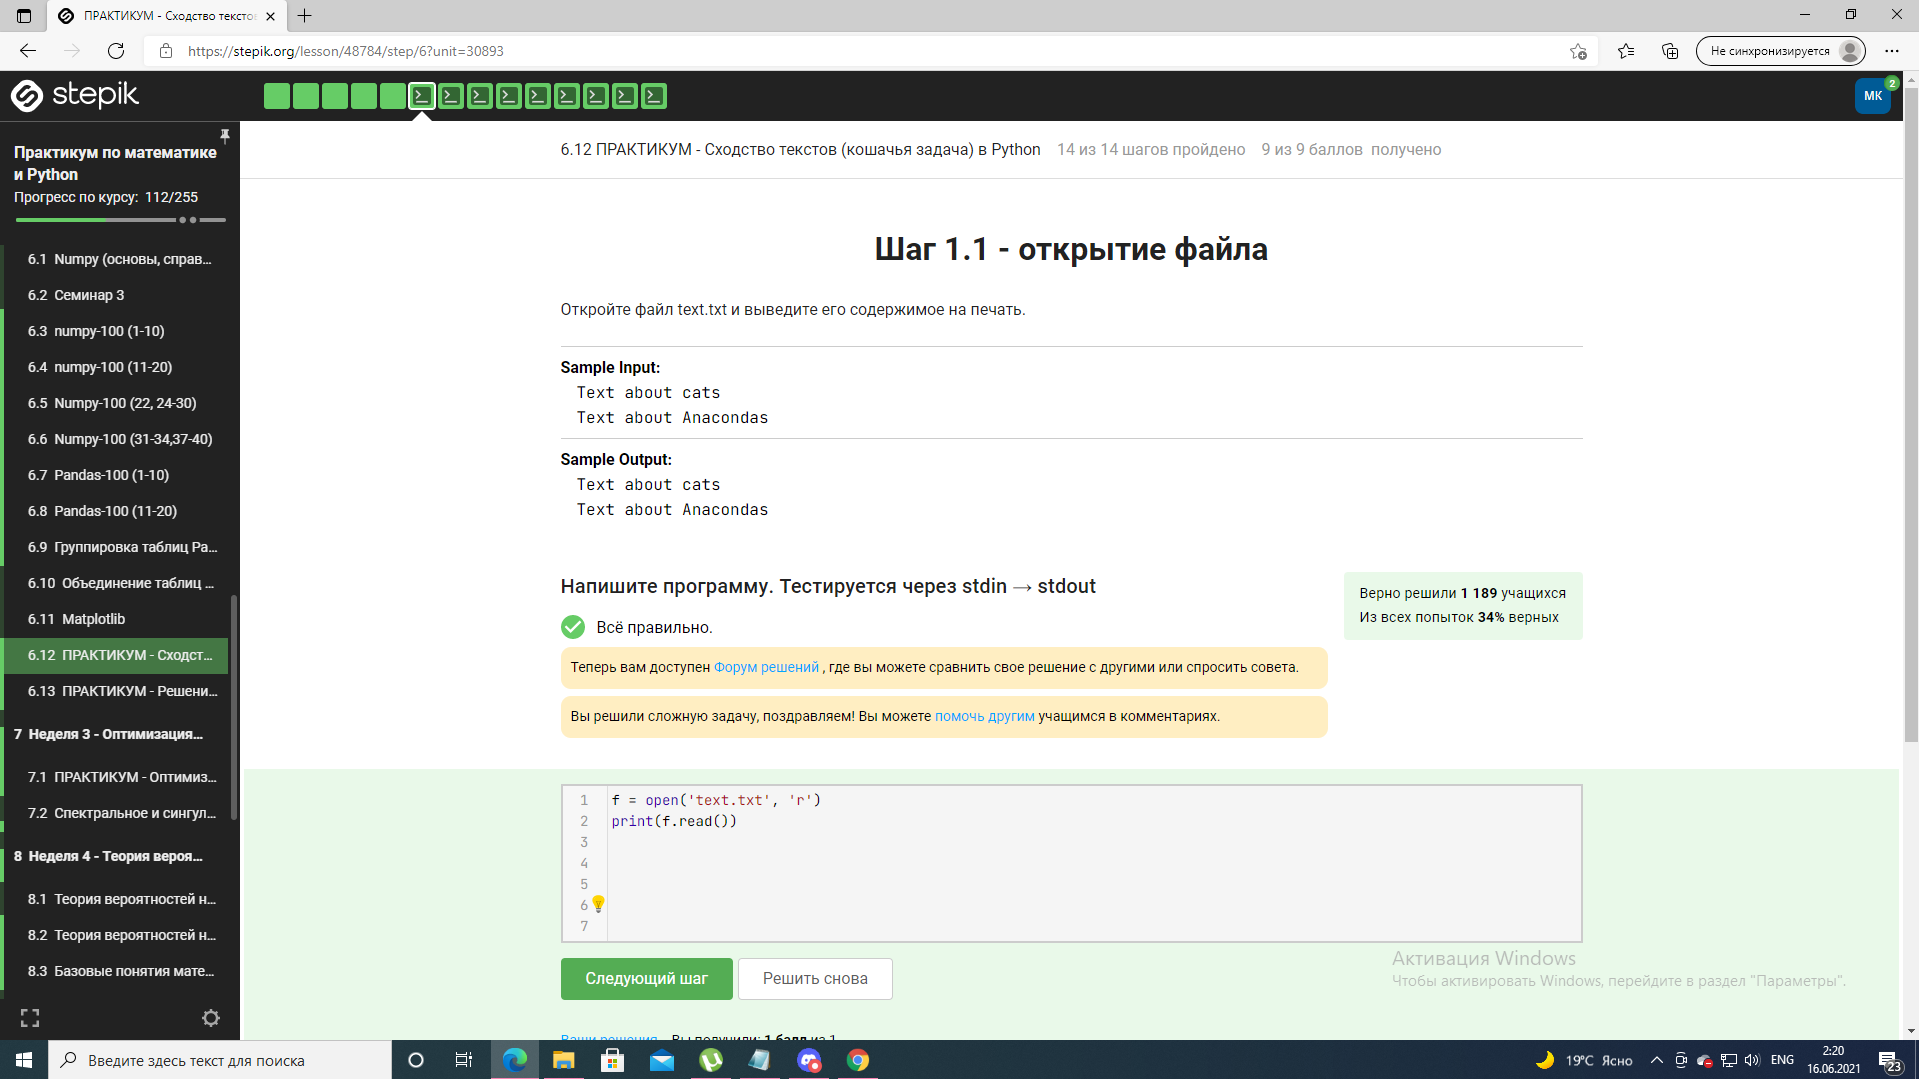 ПРАКТИКУМ - Сходство тексто
https://stepik.org/lesson/48784/step/6?unit=30893
Не синхронизируется
stepik
МК
2
Практикум по математике
и Python
Прогресс по курсу: 112/255
6.1 Numpy (основы, справ...
6.2 Семинар 3
6.3 numpy-100 (1-10)
6.4 numpy-100 (11-20)
6.5 Numpy-100 (22, 24-30)
6.6 Numpy-100 (31-34,37-40)
6.7 Pandas-100 (1-10)
6.8 Pandas-100 (11-20)
6.9 Группировка таблиц Pa...
6.10 Объединение таблиц ...
6.11 Matplotlib
6.12 ПРАКТИКУМ - Сходст...
6.13 ПРАКТИКУМ - Решени...
7 Неделя 3 - Оптимизация...
7.1 ПРАКТИКУМ - Оптимиз...
7.2 Спектральное и сингул...
8 Неделя 4 - Теория вероя...
8.1 Теория вероятностей н...
8.2 Теория вероятностей н...
8.3 Базовые понятия мате...
6.12 ПРАКТИКУМ - Сходство текстов (кошачья задача) в Python 14 из 14 шагов пройдено 9 из 9 баллов получено
Шаг 1.1 - открытие файла
Откройте файл text.txt и выведите его содержимое на печать.
Sample Input:
Text about cats
Text about Anacondas
Sample Output:
Text about cats
Text about Anacondas
Напишите программу. Тестируется через stdin → stdout
Верно решили 1 189 учащихся
Из всех попыток 34% верных
Всё правильно.
Теперь вам доступен Форум решений , где вы можете сравнить свое решение с другими или спросить совета.
Вы решили сложную задачу, поздравляем! Вы можете помочь другим учащимся в комментариях.
1 f = open('text.txt', 'r')
2 print(f.read())
3
4
5
6
7
Следующий шаг Решить снова
Активация Windows
Чтобы активировать Windows, перейдите в раздел "Параметры".
Ваши решения Вы получили: 1 балл из 1
Введите здесь текст для поиска
19°C Ясно
ENG
2:20
16.06.2021
23